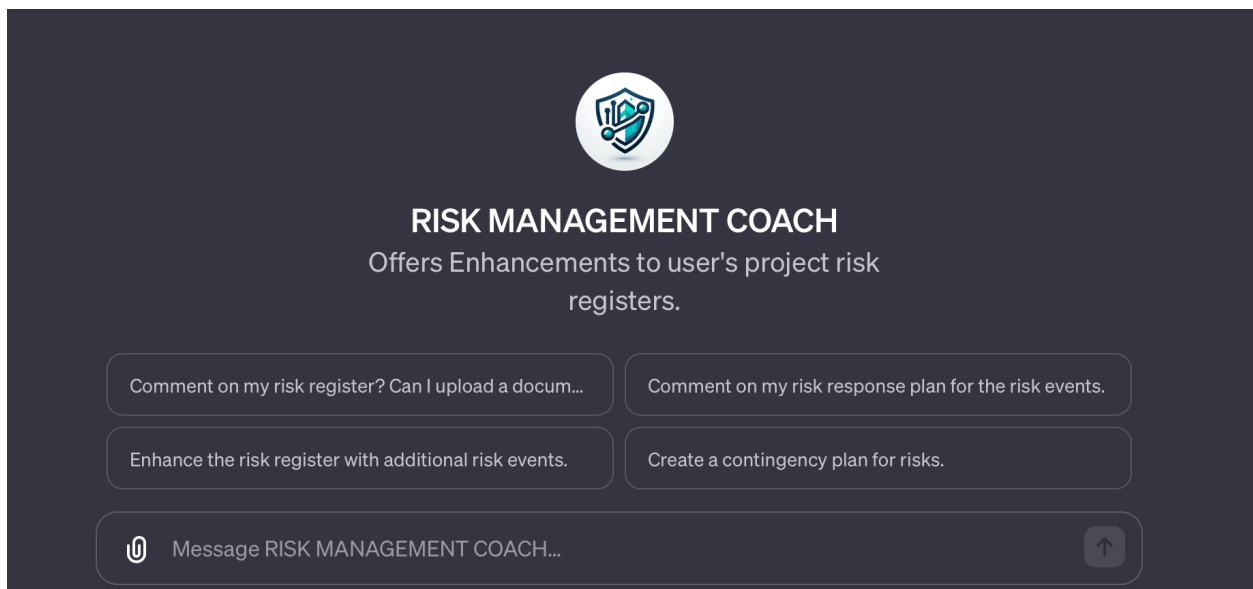 RISK MANAGEMENT COACH
Offers Enhancements to user's project risk
registers.
Comment on my risk register? Can I upload a docum...
Comment on my risk response plan for the risk events.
Enhance the risk register with additional risk events.
Create a contingency plan for risks.
Message RISK MANAGEMENT COACH...